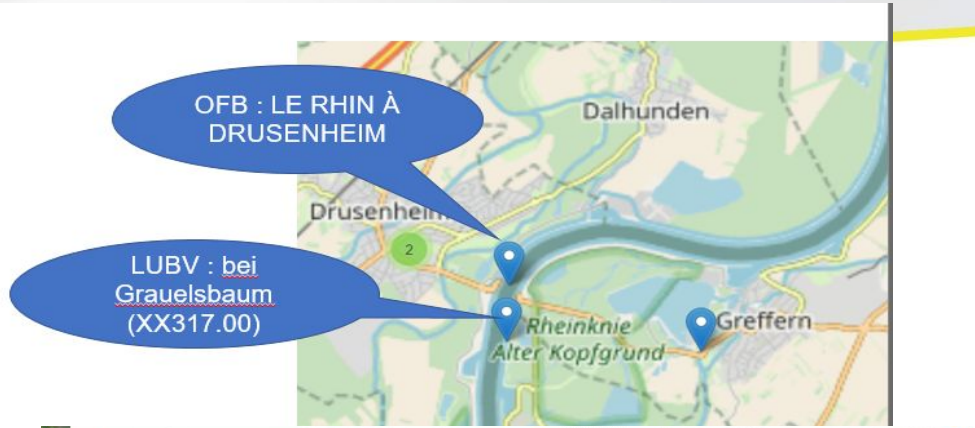 OFB : LE RHIN À
DRUSENHEIM
Dalhunden
Drusenheim
2
LUBV : bei
Grauelsbaum
(XX317.00)
Rheinknie
Alter Kopfgrund
Greffern